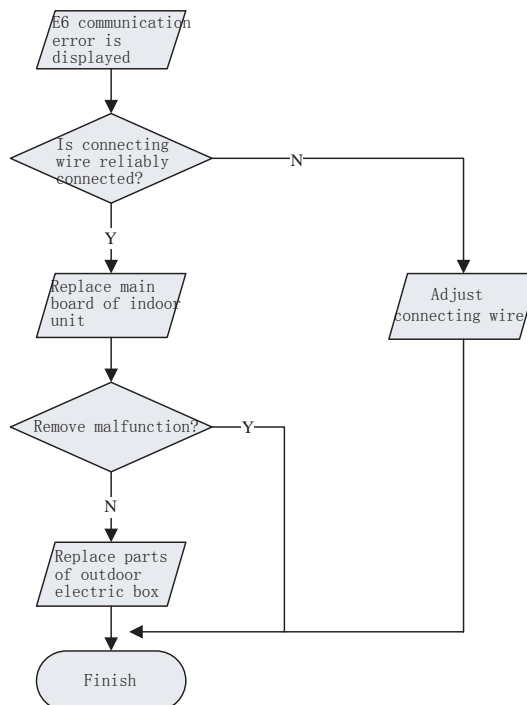 E6 communication
error is
displayed
Is connecting
wire reliably
connected?
N
Y
Replace main
board of indoor
unit
Adjust
connecting wire
Remove malfunction?
Y
N
Replace parts
of outdoor
electric box
Finish